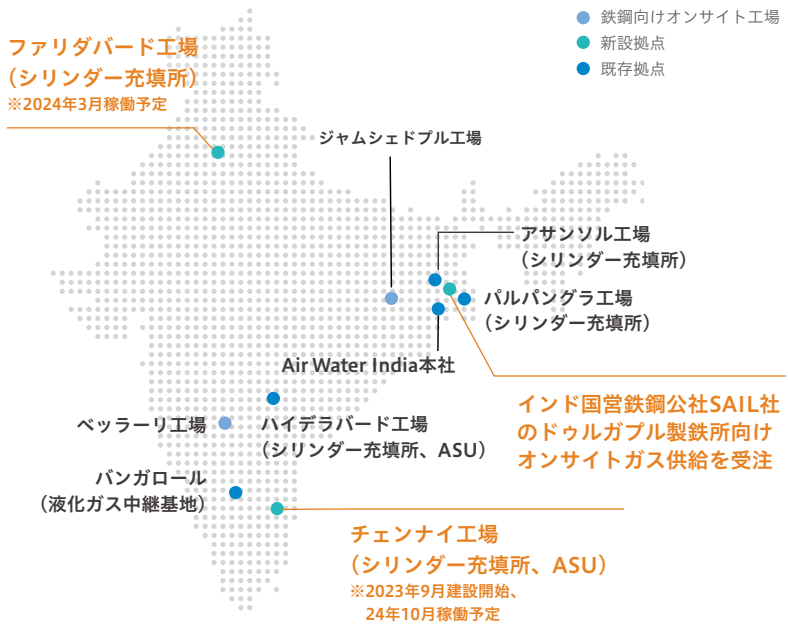 鉄鋼向けオンサイト工場
新設拠点
既存拠点
ファリダバード工場
（シリンダー充填所）
※2024年3月稼働予定
ジャムシェドプル工場
アサンソル工場
（シリンダー充填所）
パルパングラ工場
（シリンダー充填所）
Air Water India本社
インド国営鉄鋼公社SAIL社
のドゥルガプル製鉄所向け
オンサイトガス供給を受注
ベッラーリ工場
ハイデラバード工場
（シリンダー充填所、ASU）
バンガロール
（液化ガス中継基地）
チェンナイ工場
（シリンダー充填所、ASU）
※2023年9月建設開始、
24年10月稼働予定